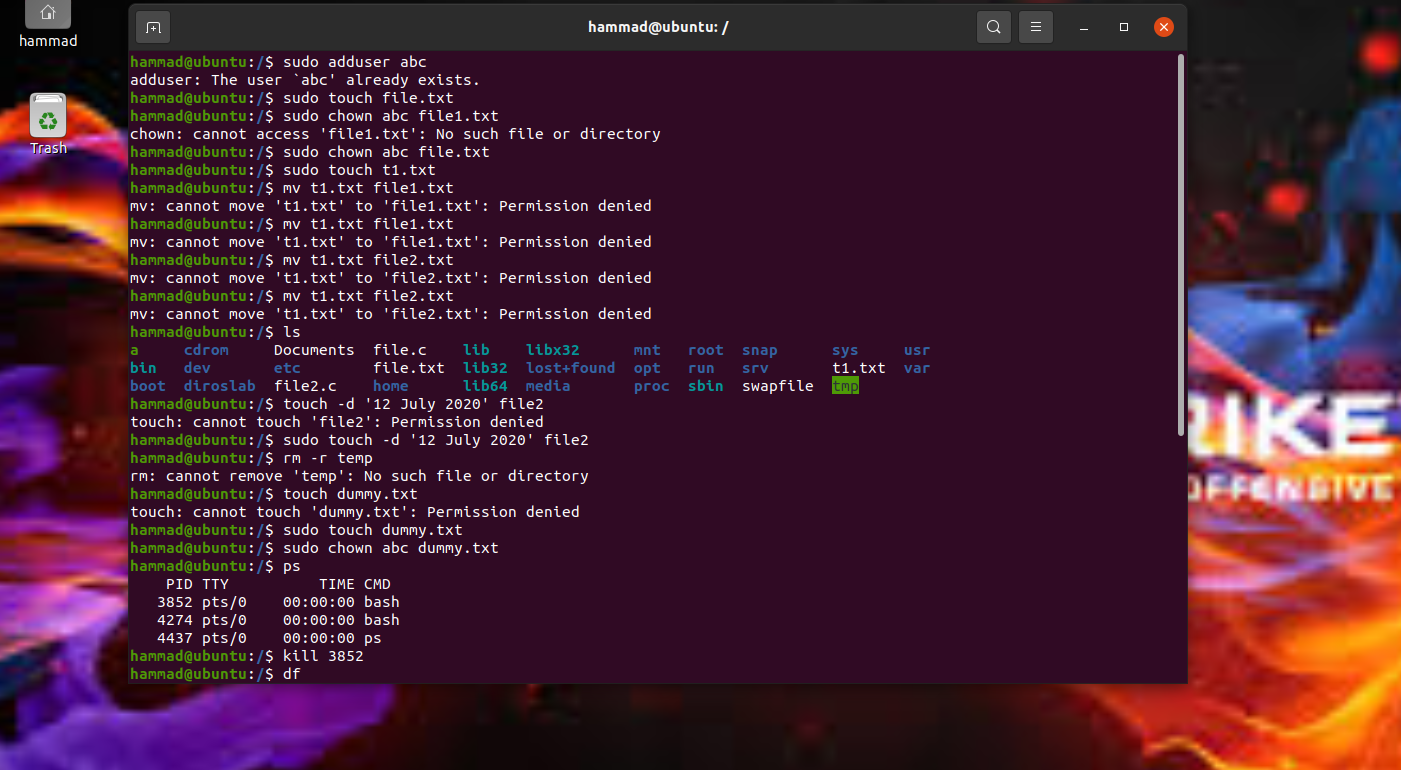 hammad
Trash
hammad@ubuntu: /
hammad@ubuntu:/$ sudo adduser abc
adduser: The user `abc' already exists.
hammad@ubuntu:/$ sudo touch file.txt
hammad@ubuntu:/$ sudo chown abc file1.txt
chown: cannot access 'file1.txt': No such file or directory
hammad@ubuntu:/$ sudo chown abc file.txt
hammad@ubuntu:/$ sudo touch t1.txt
hammad@ubuntu:/$ mv t1.txt file1.txt
mv: cannot move 't1.txt' to 'file1.txt': Permission denied
hammad@ubuntu:/$ mv t1.txt file1.txt
mv: cannot move 't1.txt' to 'file1.txt': Permission denied
hammad@ubuntu:/$ mv t1.txt file2.txt
mv: cannot move 't1.txt' to 'file2.txt': Permission denied
hammad@ubuntu:/$ mv t1.txt file2.txt
mv: cannot move 't1.txt' to 'file2.txt': Permission denied
hammad@ubuntu:/$ ls
a     cdrom     Documents  file.c    lib    libx32      mnt   root  snap      sys     usr
bin   dev       etc        file.txt  lib32  lost+found  opt   run   srv       t1.txt  var
boot  diroslab  file2.c    home      lib64  media       proc  sbin  swapfile  tmp
hammad@ubuntu:/$ touch -d '12 July 2020' file2
touch: cannot touch 'file2': Permission denied
hammad@ubuntu:/$ sudo touch -d '12 July 2020' file2
hammad@ubuntu:/$ rm -r temp
rm: cannot remove 'temp': No such file or directory
hammad@ubuntu:/$ touch dummy.txt
touch: cannot touch 'dummy.txt': Permission denied
hammad@ubuntu:/$ sudo touch dummy.txt
hammad@ubuntu:/$ sudo chown abc dummy.txt
hammad@ubuntu:/$ ps
    PID TTY          TIME CMD
   3852 pts/0    00:00:00 bash
   4274 pts/0    00:00:00 bash
   4437 pts/0    00:00:00 ps
hammad@ubuntu:/$ kill 3852
hammad@ubuntu:/$ df
RIKE
OFFENSIVE